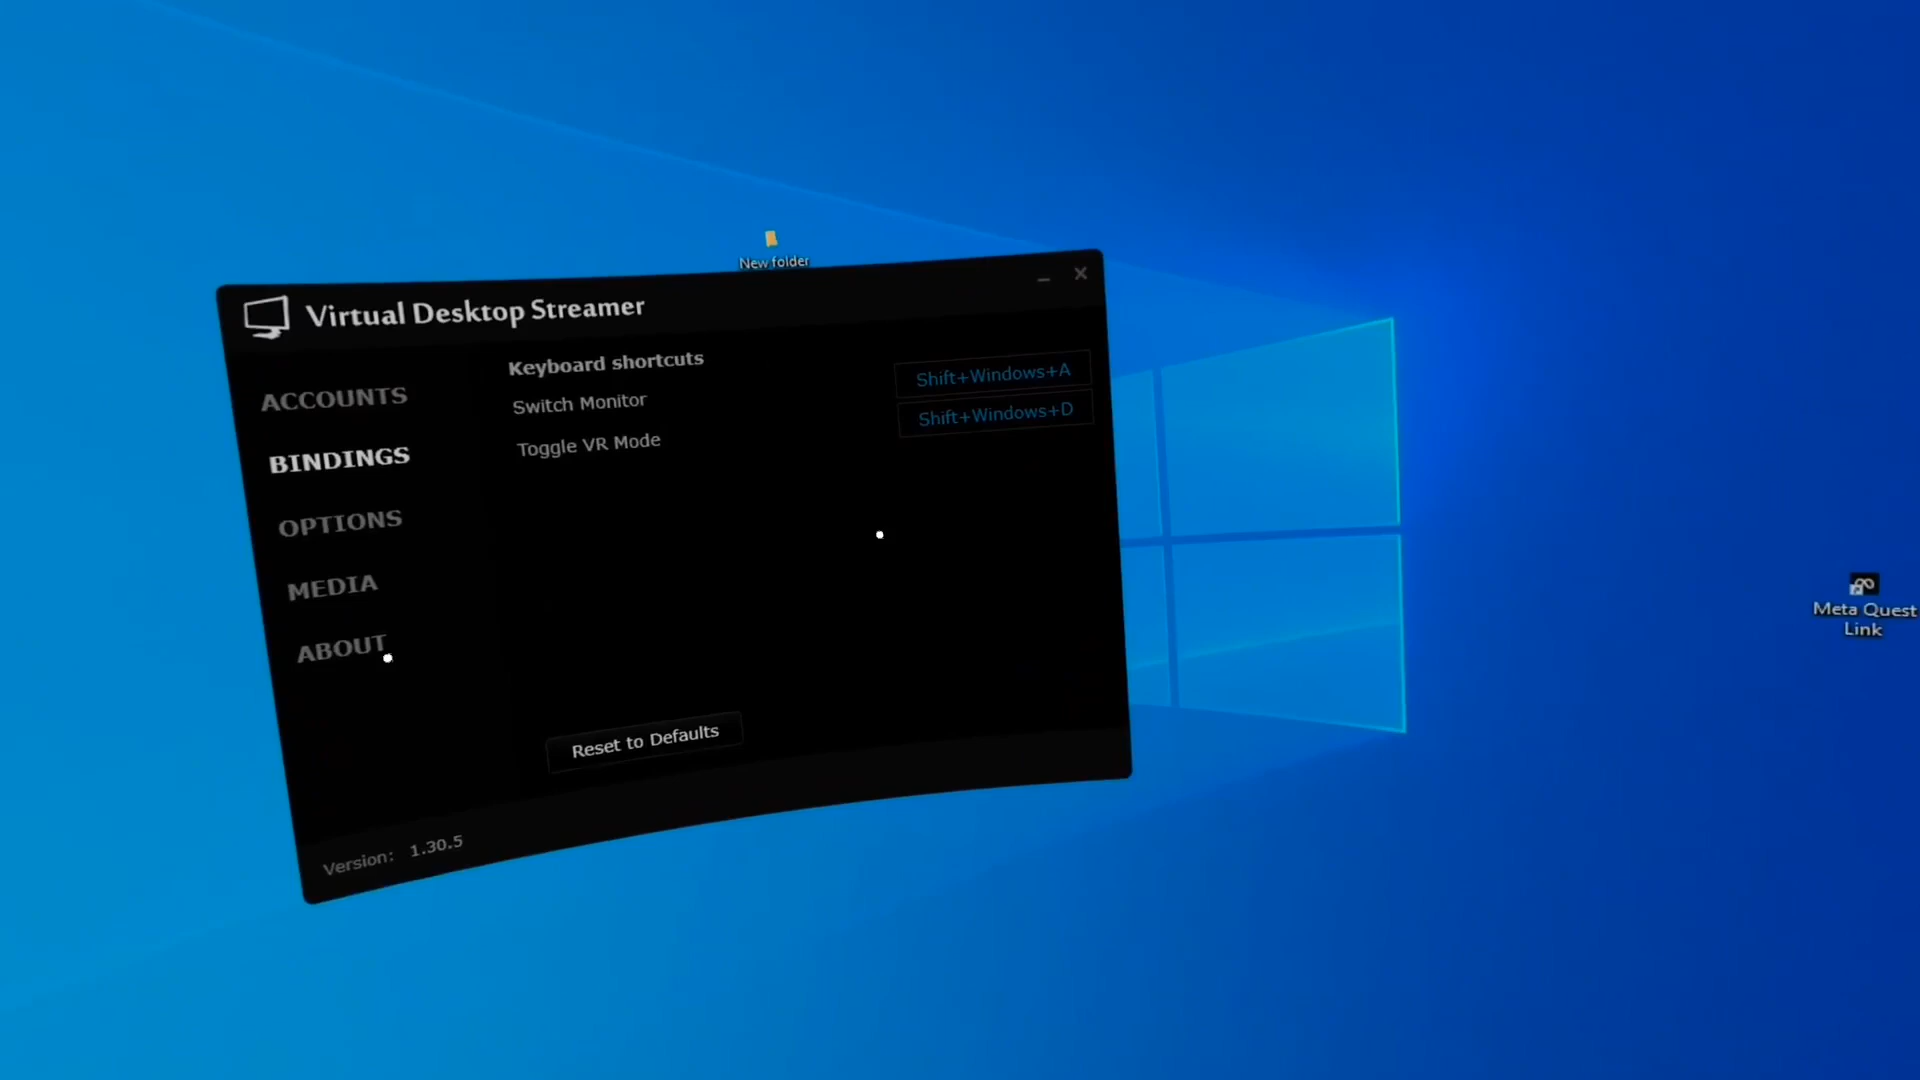 New folder
Virtual Desktop Streamer
ACCOUNTS
BINDINGS
OPTIONS
MEDIA
ABOUT
Keyboard shortcuts
Switch Monitor
Shift+Windows+A
Toggle VR Mode
Shift+Windows+D
Reset to Defaults
Version: 1.30.5
Meta Quest
Link